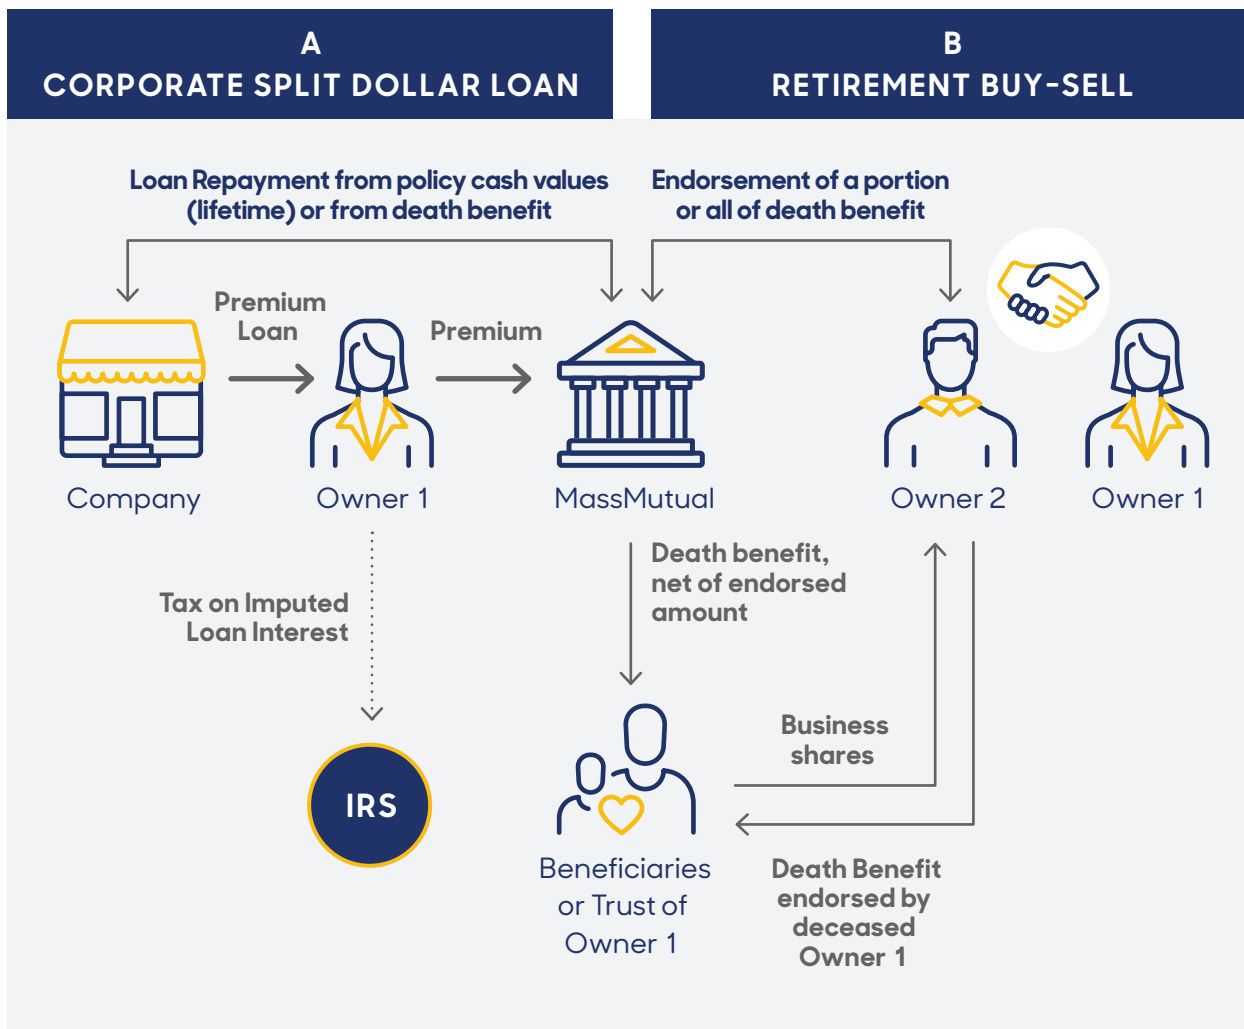 A
CORPORATE SPLIT DOLLAR LOAN
B
RETIREMENT BUY-SELL
Loan Repayment from policy cash values
(lifetime) or from death benefit
Endorsement of a portion
or all of death benefit
Premium
Loan
Premium
Company
Owner 1
MassMutual
Owner 2
Owner 1
Tax on Imputed
Loan Interest
Death benefit,
net of endorsed
amount
IRS
Business
shares
Beneficiaries
or Trust of
Owner 1
Death Benefit
endorsed by
deceased
Owner 1